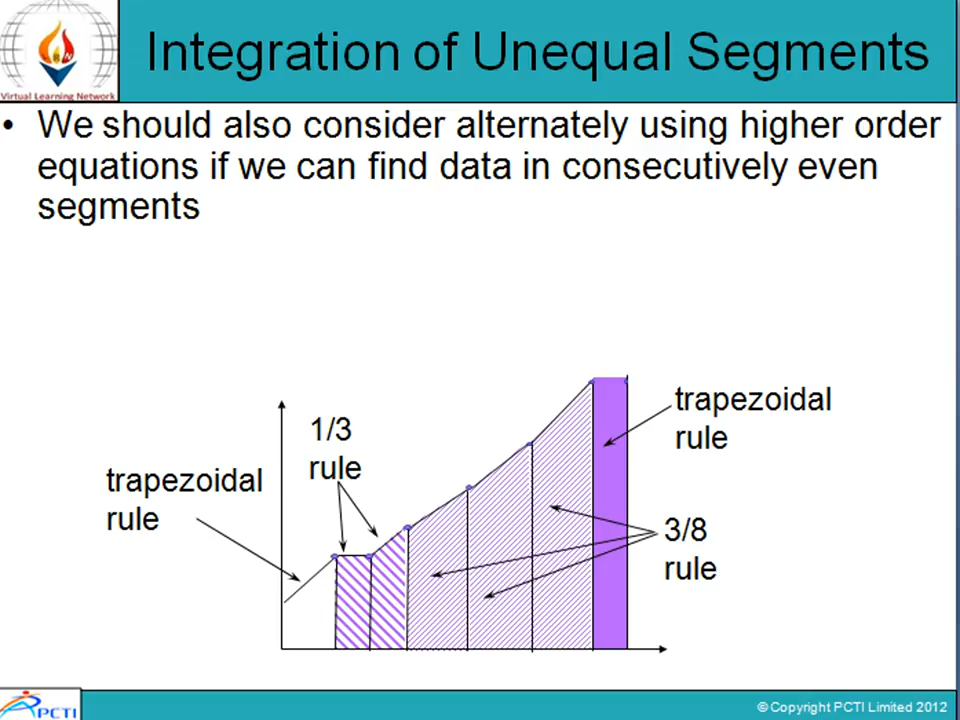 Integration of Unequal Segments
Virtual Learning Network
• We should also consider alternately using higher order
equations if we can find data in consecutively even
segments
trapezoidal
rule
1/3
rule
trapezoidal
rule
3/8
rule
PCTI
© Copyright PCTI Limited 2012